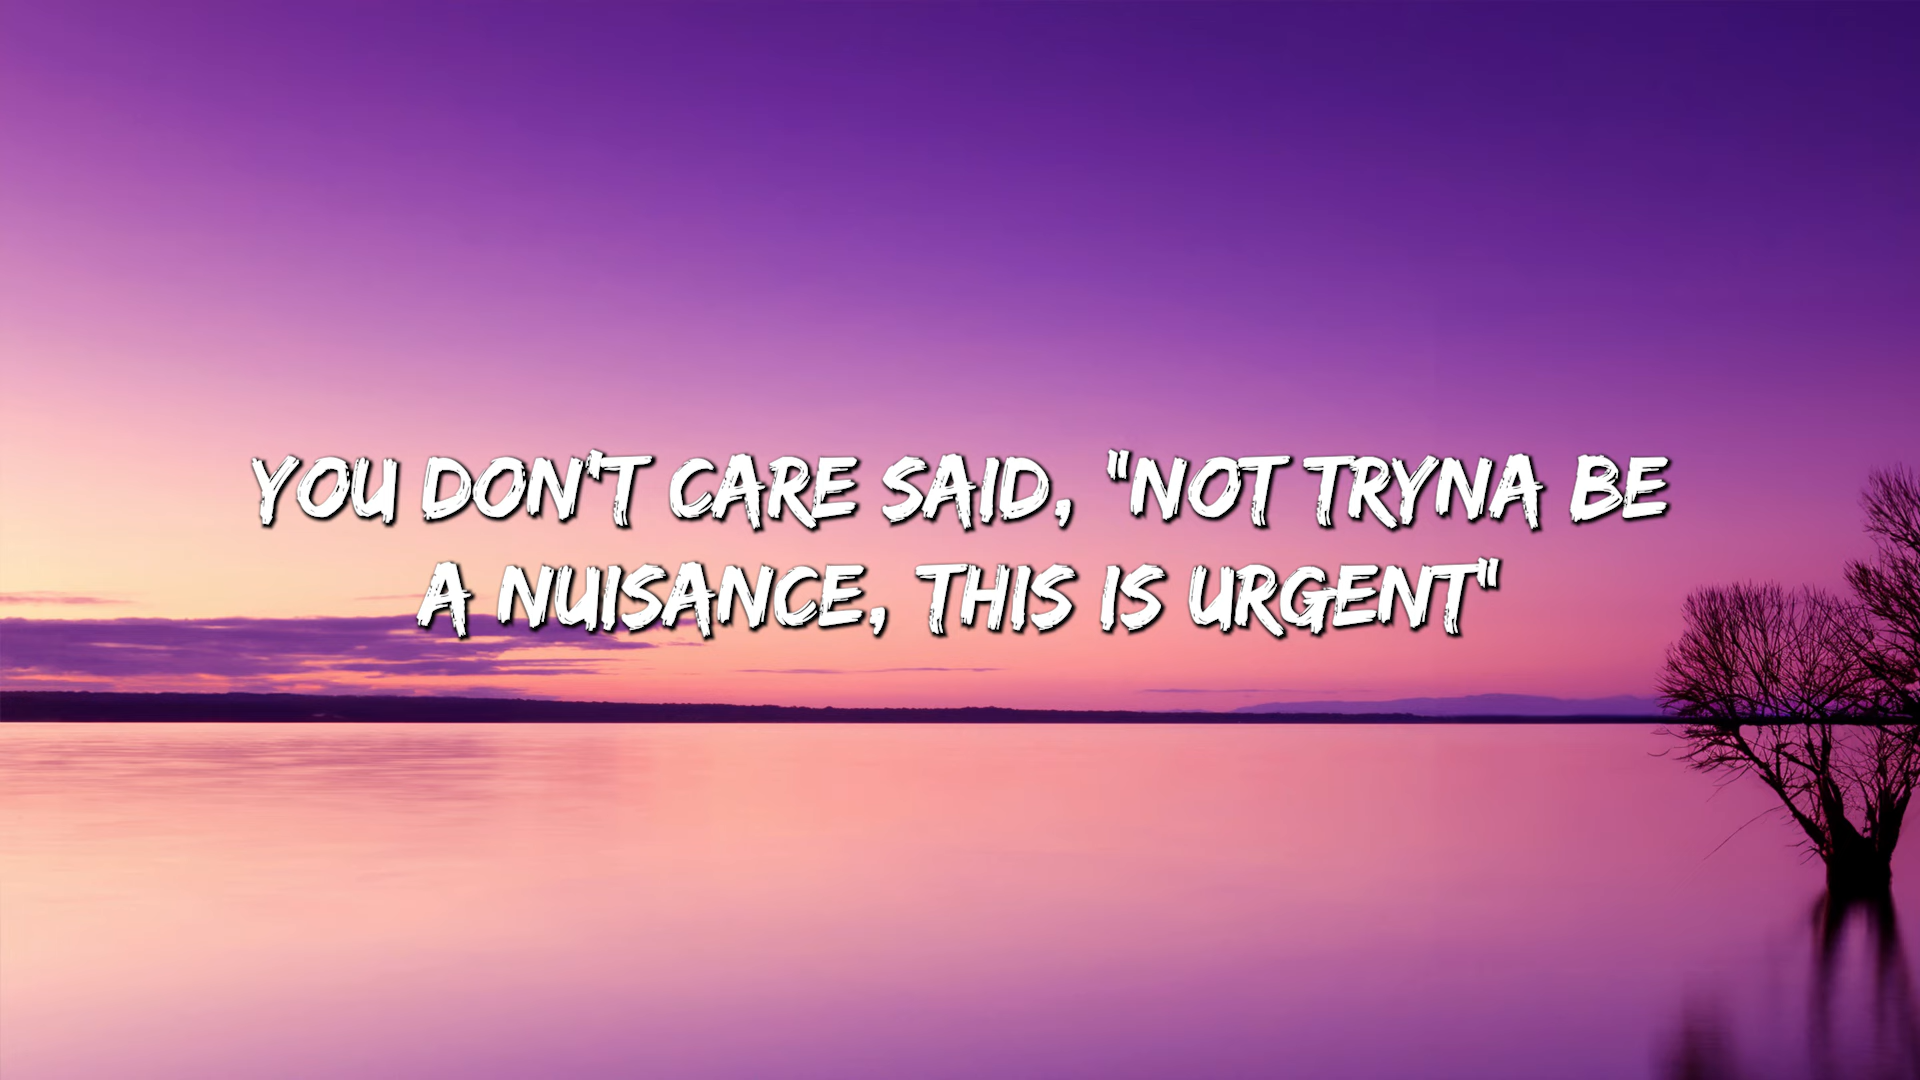 YOU DON'T CARE SAID, "NOT TRYNA BE
A NUISANCE, THIS IS URGENT"